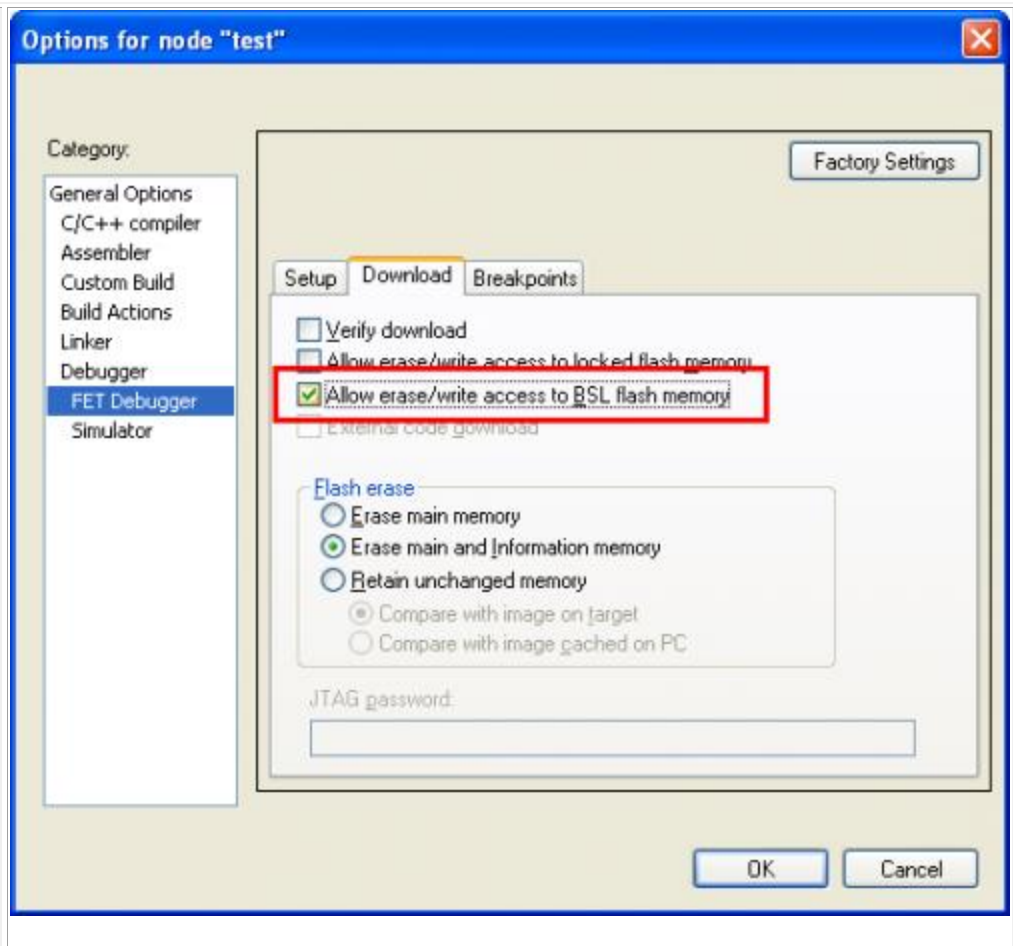 Options for node "test"
Category:
Factory Settings
General Options
C/C++ compiler
Assembler
Custom Build
Build Actions
Linker
Debugger
FET Debugger
Simulator
Setup
Download
Breakpoints
Verify download
Allow erase/write access to locked flash memory
Allow erase/write access to BSL flash memory
External code download
Flash erase
Erase main memory
Erase main and Information memory
Retain unchanged memory
Compare with image on target
Compare with image cached on PC
JTAG password:
OK
Cancel